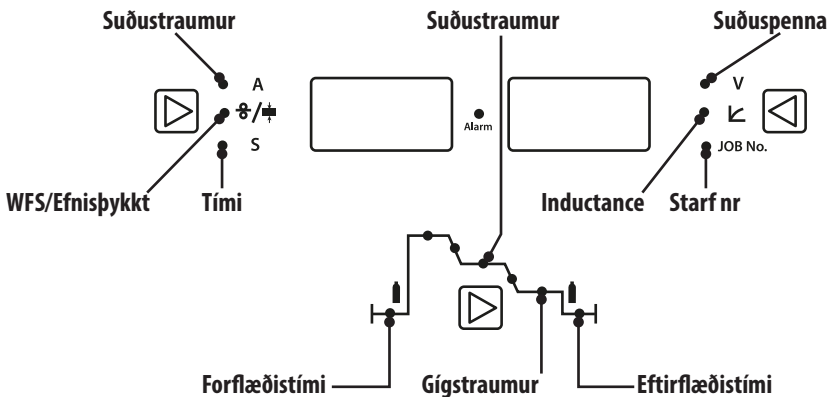 Suðustraumur Suðustraumur Suðuspenna
A V
Alarm
S JOB No.
WFS/Efnisþykkt Tími Inductance Starf nr
Forflæðistími Gígstraumur Eftirflæðistími